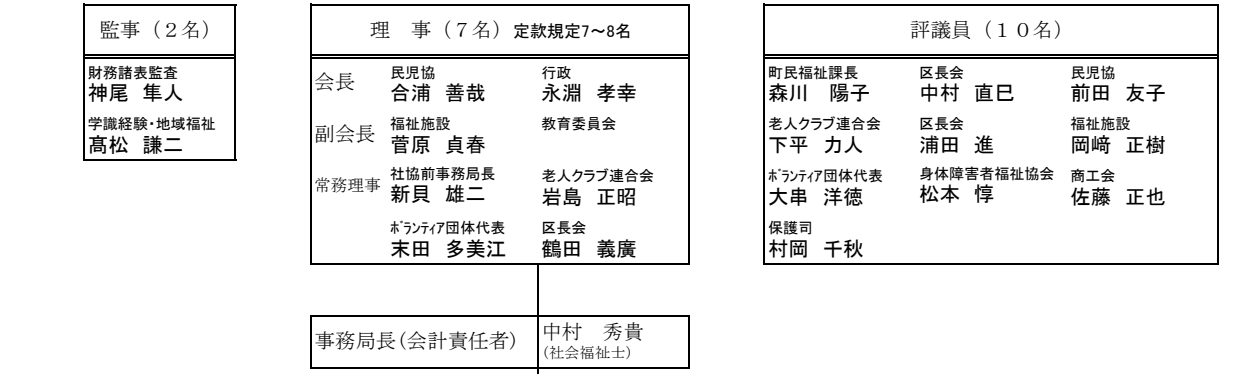 監事（２名）
財務諸表監査
神尾 隼人
学識経験・地域福祉
髙松 謙二
理 事（７名）定款規定7～8名
会長 民児協 合浦 善哉 行政 永淵 孝幸
副会長 福祉施設 菅原 貞春 教育委員会
常務理事 社協前事務局長 新貝 雄二 老人クラブ連合会 岩島 正昭
ﾎﾞﾗﾝﾃｨｱ団体代表 末田 多美江 区長会 鶴田 義廣
評議員（１０名）
町民福祉課長 区長会 民児協
森川 陽子 中村 直巳 前田 友子
老人クラブ連合会 区長会 福祉施設
下平 力人 浦田 進 岡﨑 正樹
ﾎﾞﾗﾝﾃｨｱ団体代表 身体障害者福祉協会 商工会
大串 洋徳 松本 惇 佐藤 正也
保護司
村岡 千秋
事務局長（会計責任者） 中村 秀貴
（社会福祉士）